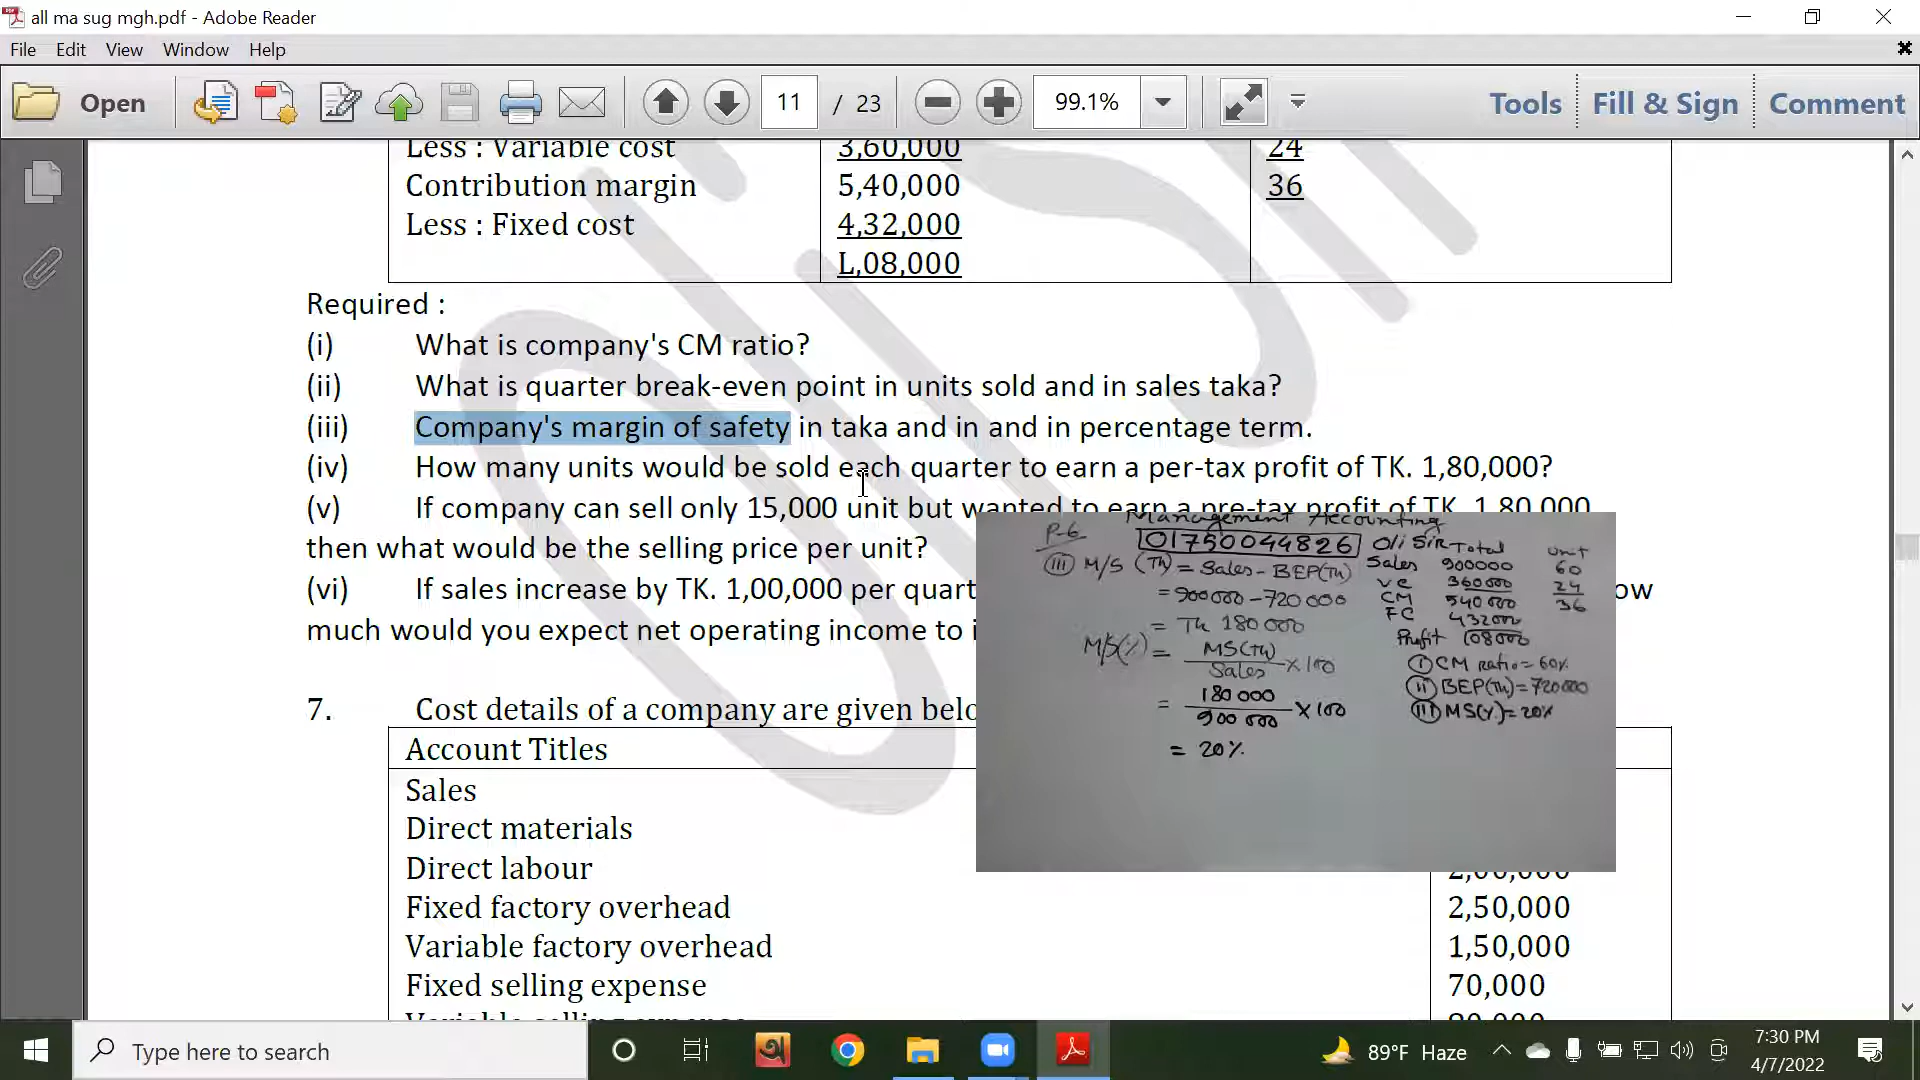 all ma sug mgh.pdf - Adobe Reader
File Edit View Window Help
Open 11 / 23 99.1% Tools Fill & Sign Comment
Less : Variable cost 3,60,000 24
Contribution margin 5,40,000 36
Less : Fixed cost 4,32,000
L,08,000
Required :
(i) What is company's CM ratio?
(ii) What is quarter break-even point in units sold and in sales taka?
(iii) Company's margin of safety in taka and in and in percentage term.
(iv) How many units would be sold each quarter to earn a per-tax profit of TK. 1,80,000?
(v) If company can sell only 15,000 unit but wanted to earn a pre-tax profit of TK. 1,80,000
then what would be the selling price per unit?
(vi) If sales increase by TK. 1,00,000 per quart
much would you expect net operating income to i
7. Cost details of a company are given belo
Account Titles
Sales
Direct materials
Direct labour 2,00,000
Fixed factory overhead 2,50,000
Variable factory overhead 1,50,000
Fixed selling expense 70,000
Management Accounting
P-6 01750044826 Oli Sir
(III) M/S (Tk) = Sales - BEP(Tk)
= 900000 - 720000
= Tk 180000
M/S(%) = MS(Tk) / Sales × 100
= 180000 / 900000 × 100
= 20%
Total unit
Sales 900000 60
VC 360000 24
CM 540000 36
FC 432000
Profit 108000
(I) CM ratio = 60%
(II) BEP(Tk) = 720000
(III) MS(%) = 20%
Type here to search
89°F Haze
7:30 PM
4/7/2022